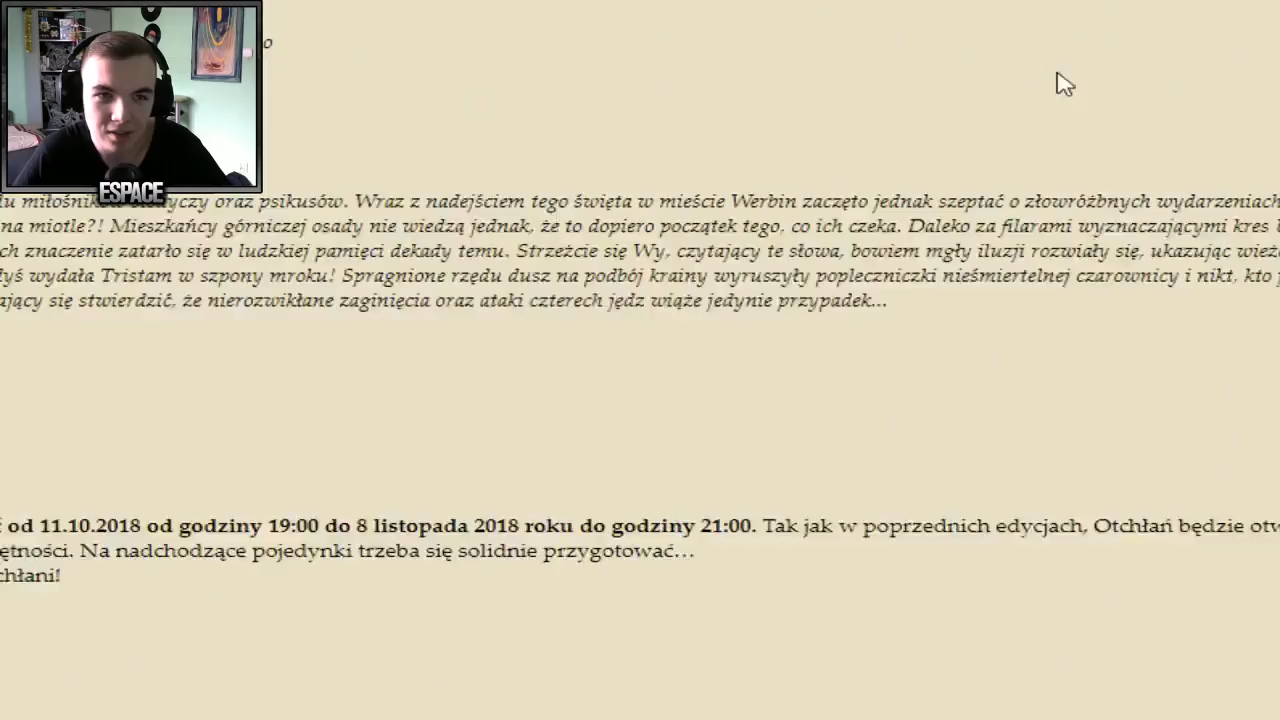 o
ESPACE
oraz psikusów. Wraz z nadejściem tego święta w mieście Werbin zaczęto jednak szeptać o złowróżbnych wydarzeniach
na miotle?! Mieszkańcy górniczej osady nie wiedzą jednak, że to dopiero początek tego, co ich czeka. Daleko za filarami wyznaczającymi kres
ch znaczenie zatarło się w ludzkiej pamięci dekady temu. Strzeżcie się Wy, czytający te słowa, bowiem mgły iluzji rozwiały się, ukazując
dyś wydała Tristam w szpony mroku! Spragnione rzędu dusz na podbój krainy wyruszyły popleczniczki nieśmiertelnej czarownicy i nikt, kto
ający się stwierdzić, że nierozwikłane zaginięcia oraz ataki czterech jędz wiąże jedynie przypadek...
od 11.10.2018 od godziny 19:00 do 8 listopada 2018 roku do godziny 21:00. Tak jak w poprzednich edycjach, Otchłań będzie otw
ętności. Na nadchodzące pojedynki trzeba się solidnie przygotować…
chłani!